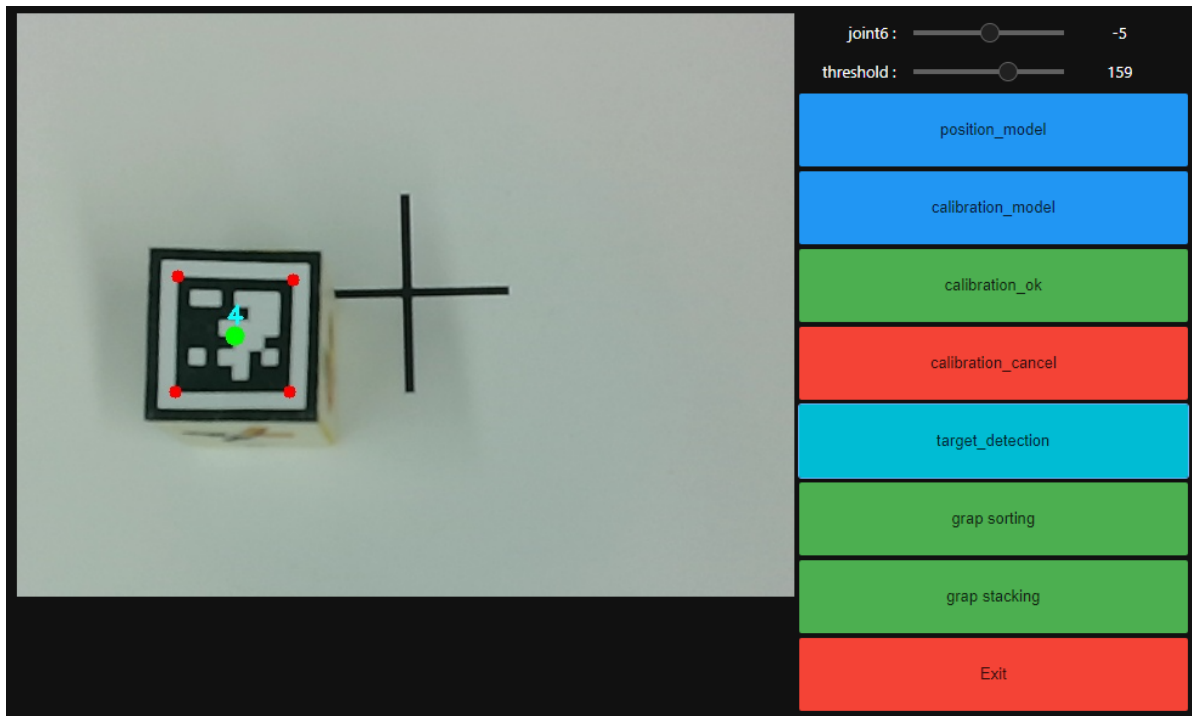 joint6 : -5
threshold : 159
4
position_model
calibration_model
calibration_ok
calibration_cancel
target_detection
grap sorting
grap stacking
Exit